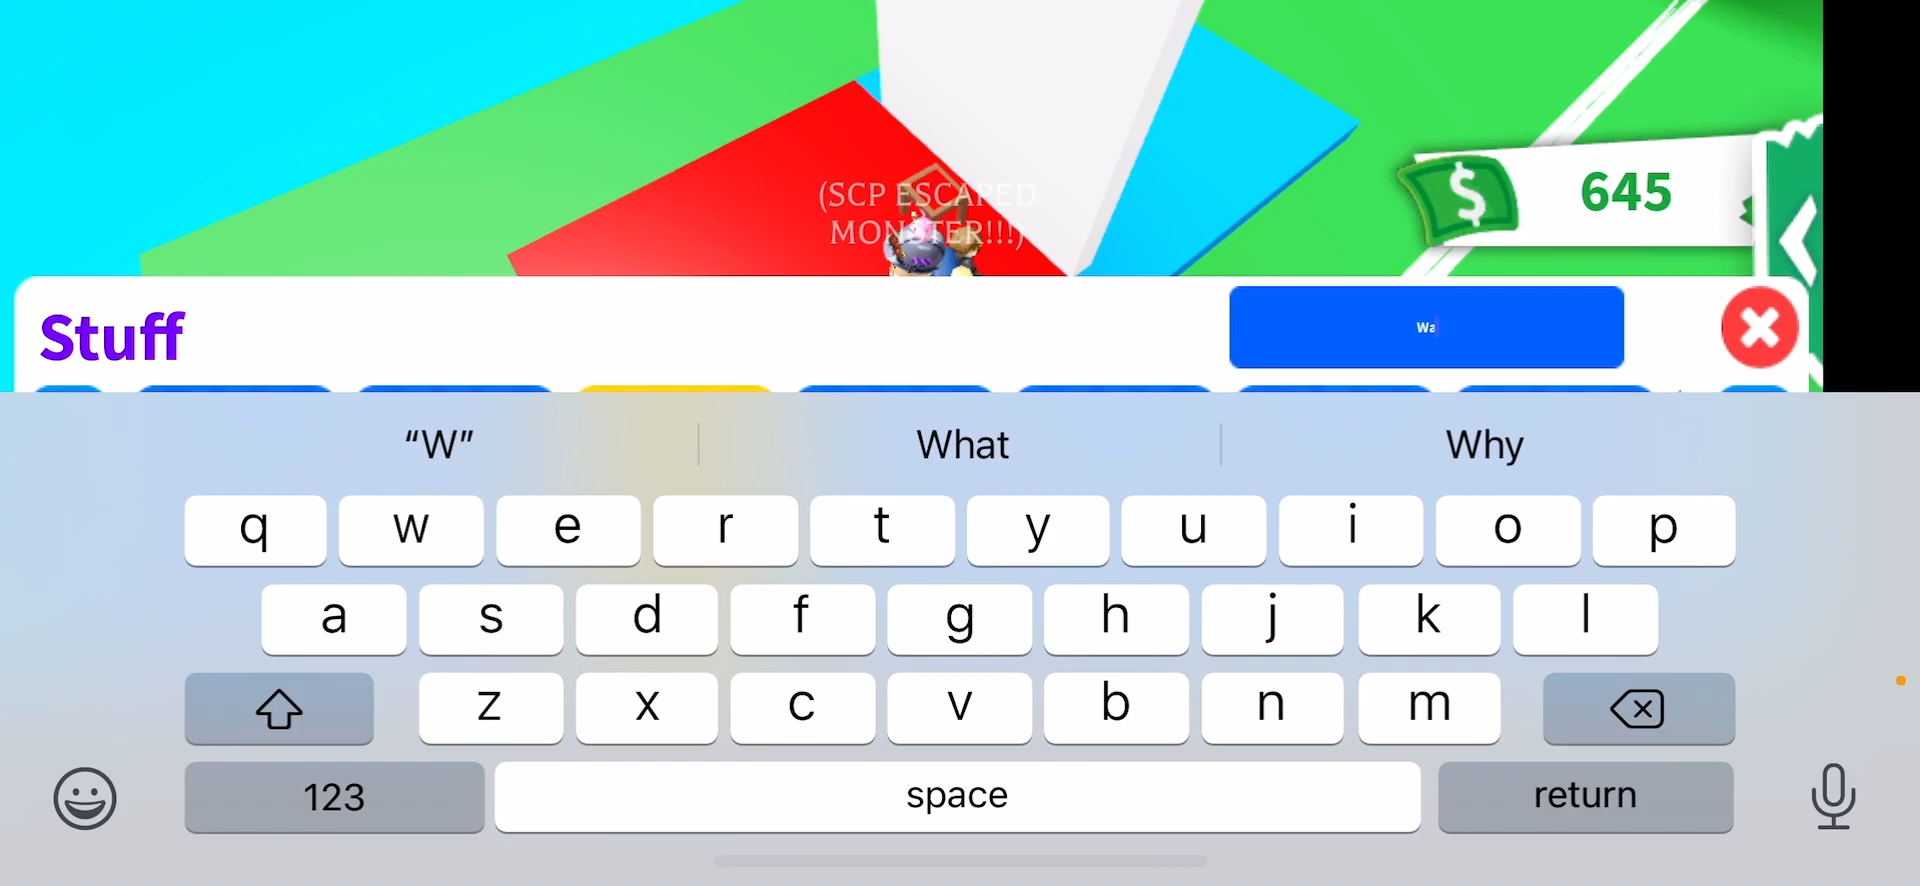 (SCP ESCAPED
MONSTER!!!)
645
Stuff
Wa
“W” What Why
q w e r t y u i o p
a s d f g h j k l
z x c v b n m
123 space return